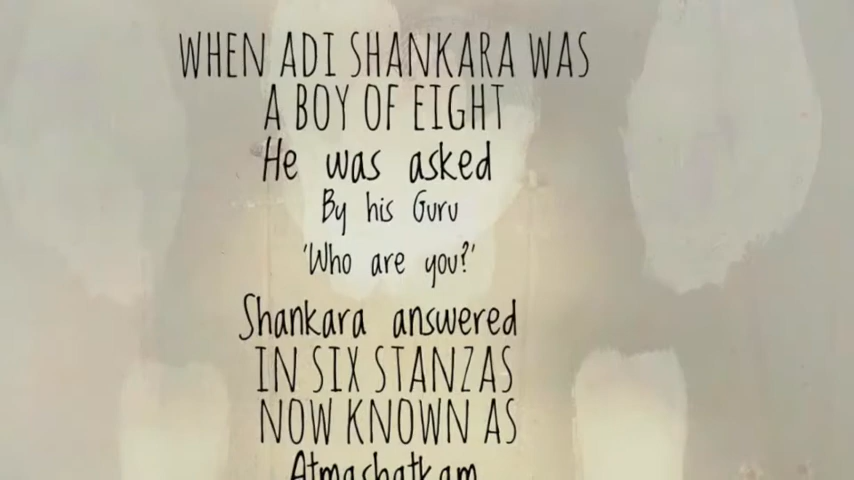 WHEN ADI SHANKARA WAS
A BOY OF EIGHT
He was asked
By his Guru
'Who are you?'
Shankara answered
IN SIX STANZAS
NOW KNOWN AS
Atmashatkam